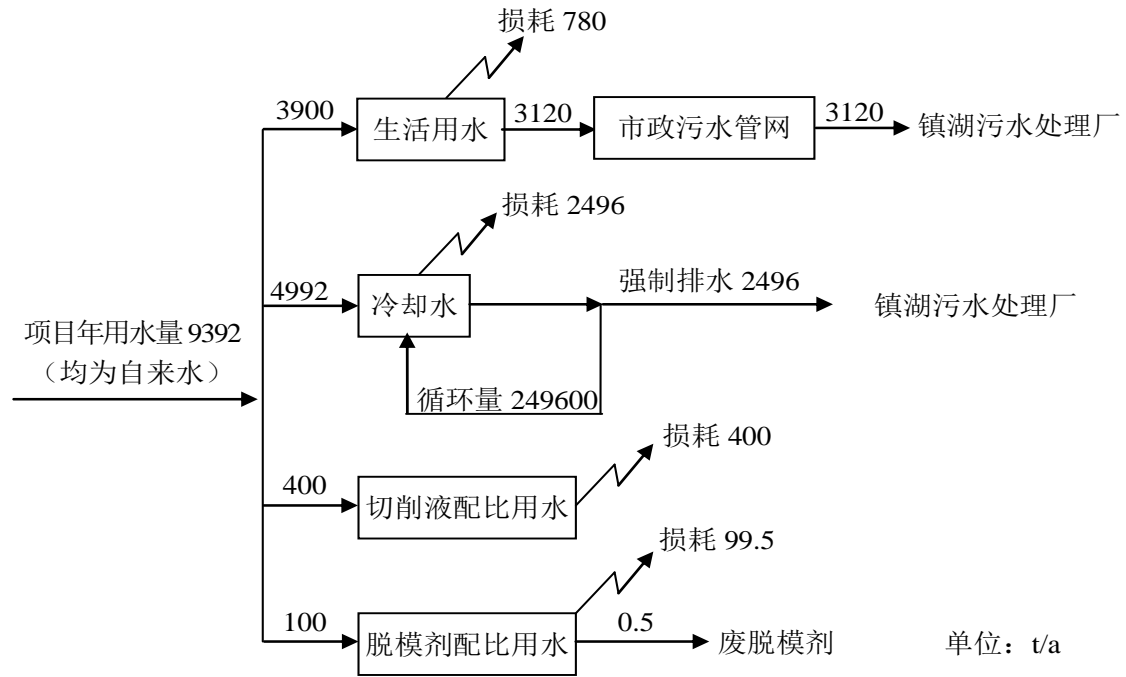 损耗 780
3900
生活用水
3120
市政污水管网
3120
镇湖污水处理厂
损耗 2496
4992
冷却水
强制排水 2496
镇湖污水处理厂
项目年用水量 9392
（均为自来水）
循环量 249600
损耗 400
400
切削液配比用水
损耗 99.5
100
脱模剂配比用水
0.5
废脱模剂
单位：t/a